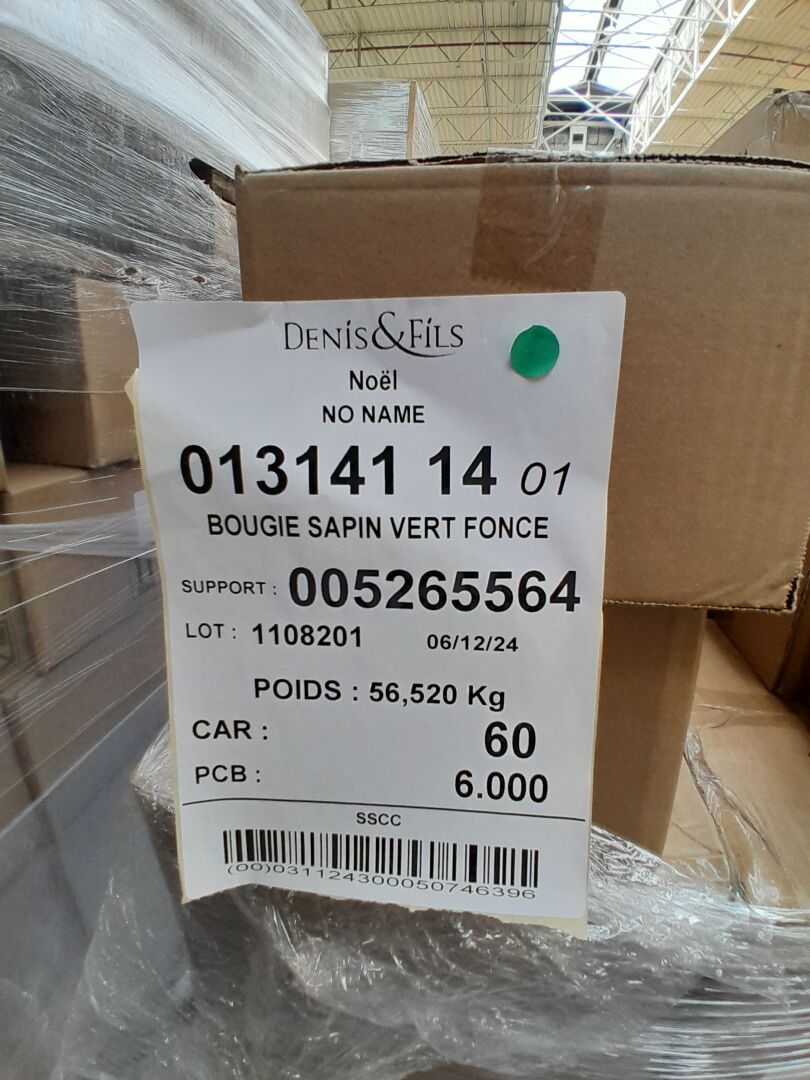 DENIS&FILS
Noël
NO NAME
013141 14 01
BOUGIE SAPIN VERT FONCE
SUPPORT : 005265564
LOT : 1108201 06/12/24
POIDS : 56,520 Kg
CAR : 60
PCB : 6.000
SSCC
(00)031124300050746396